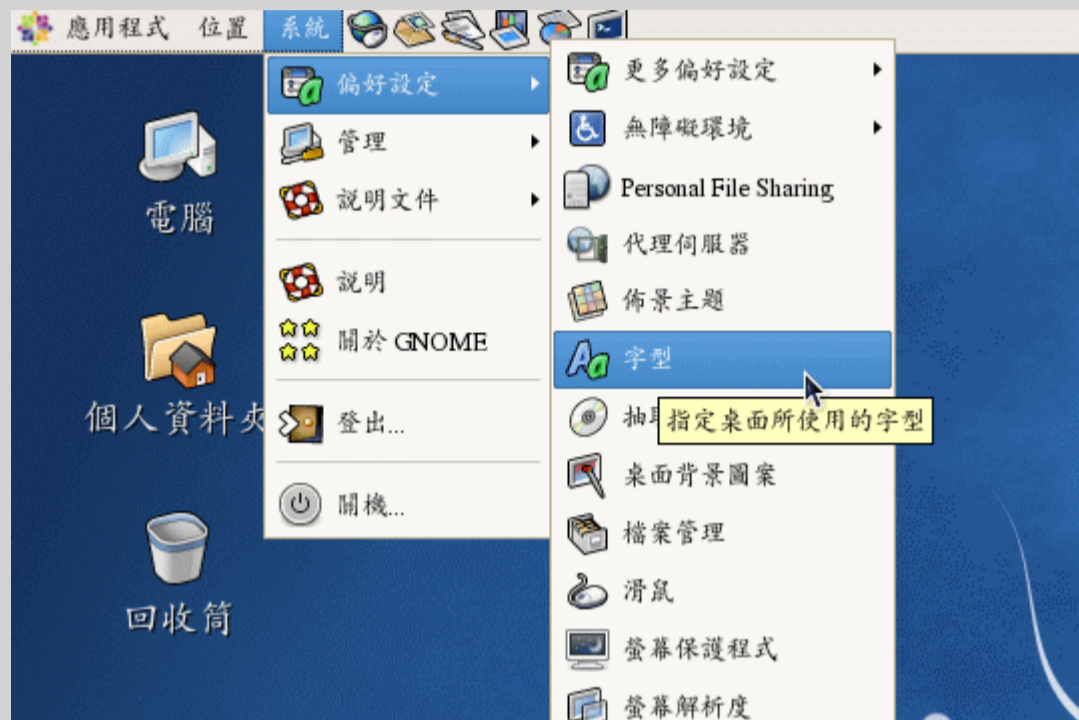 應用程式 位置 系統
偏好設定
管理
說明文件
說明
關於 GNOME
登出...
關機...
更多偏好設定
無障礙環境
Personal File Sharing
代理伺服器
佈景主題
字型
抽
指定桌面所使用的字型
桌面背景圖案
檔案管理
滑鼠
螢幕保護程式
螢幕解析度
電腦
個人資料夾
回收筒